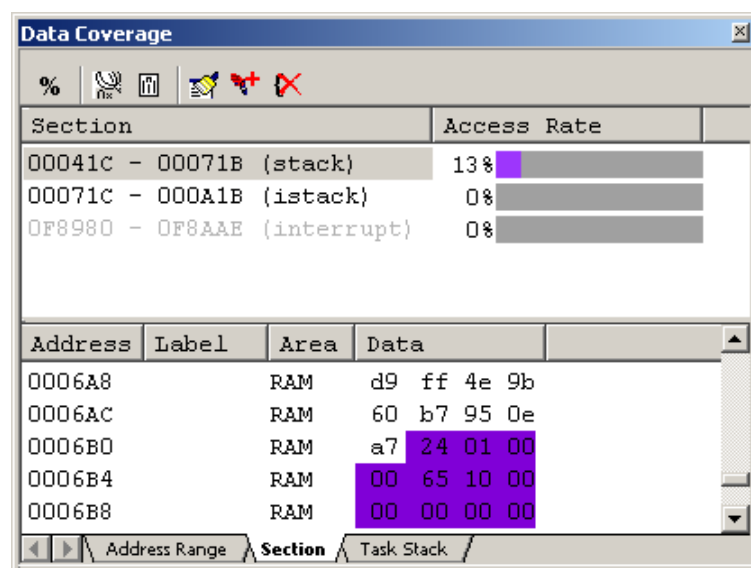 Data Coverage
%
Section Access Rate
00041C - 00071B (stack) 13%
00071C - 000A1B (istack) 0%
0F8980 - 0F8AAE (interrupt) 0%
Address Label Area Data
0006A8 RAM d9 ff 4e 9b
0006AC RAM 60 b7 95 0e
0006B0 RAM a7 24 01 00
0006B4 RAM 00 65 10 00
0006B8 RAM 00 00 00 00
Address Range Section Task Stack